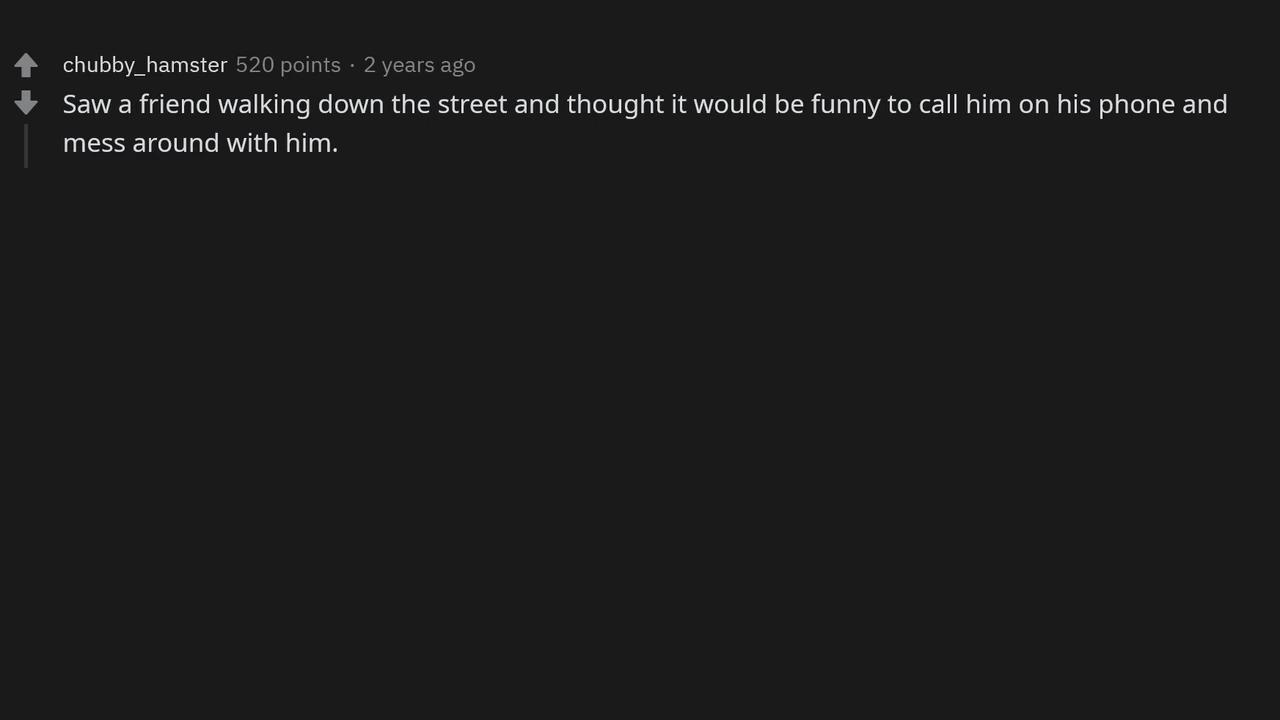 chubby_hamster 520 points · 2 years ago
Saw a friend walking down the street and thought it would be funny to call him on his phone and
mess around with him.